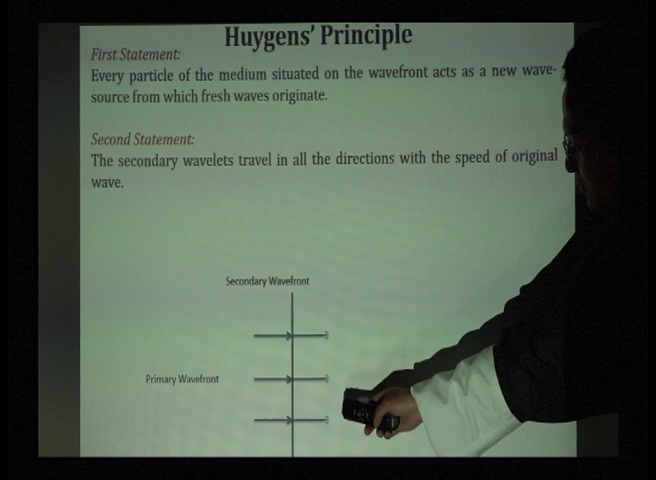 Huygens' Principle
First Statement:
Every particle of the medium situated on the wavefront acts as a new wave-
source from which fresh waves originate.
Second Statement:
The secondary wavelets travel in all the directions with the speed of original
wave.
Secondary Wavefront
Primary Wavefront